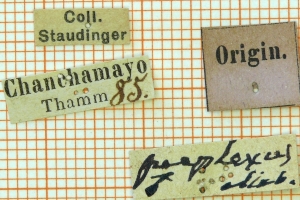 Coll.
Staudinger
Origin.
Chanchamayo
Thamm 85.
perplexus